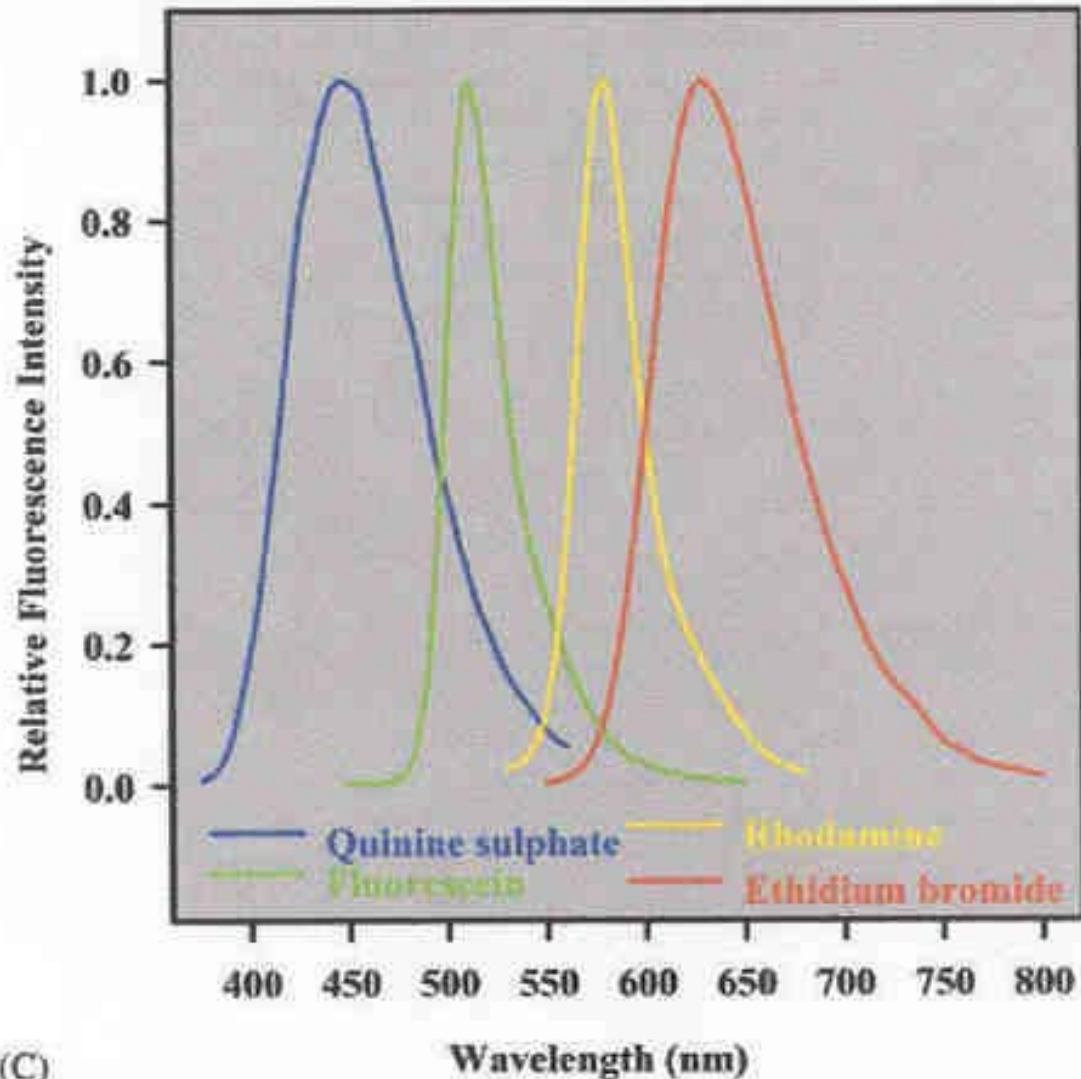 1.0
0.8
0.6
0.4
0.2
0.0
Relative Fluorescence Intensity
Quinine sulphate
Fluorescein
Rhodamine
Ethidium bromide
400 450 500 550 600 650 700 750 800
Wavelength (nm)
(C)